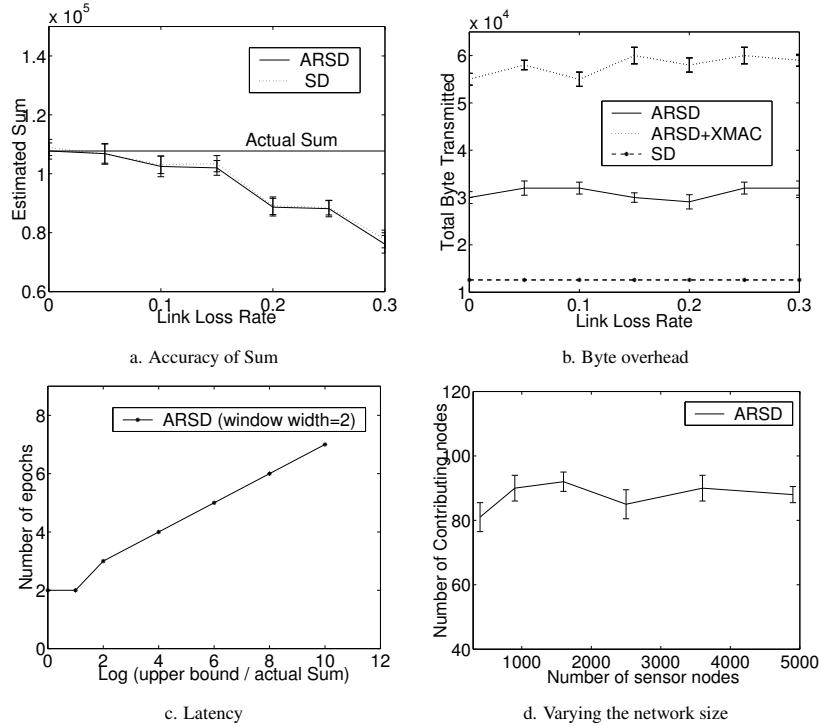 x 10^5
1.4
1.2
1
0.8
0.6
Estimated Sum
ARSD
SD
Actual Sum
0
0.1
0.2
0.3
Link Loss Rate
a. Accuracy of Sum
x 10^4
6
5
4
3
2
1
Total Byte Transmitted
ARSD
ARSD+XMAC
SD
0
0.1
0.2
0.3
Link Loss Rate
b. Byte overhead
8
6
4
2
0
Number of epochs
ARSD (window width=2)
0
2
4
6
8
10
12
Log (upper bound / actual Sum)
c. Latency
120
100
80
60
40
Number of Contributing nodes
ARSD
1000
2000
3000
4000
5000
Number of sensor nodes
d. Varying the network size